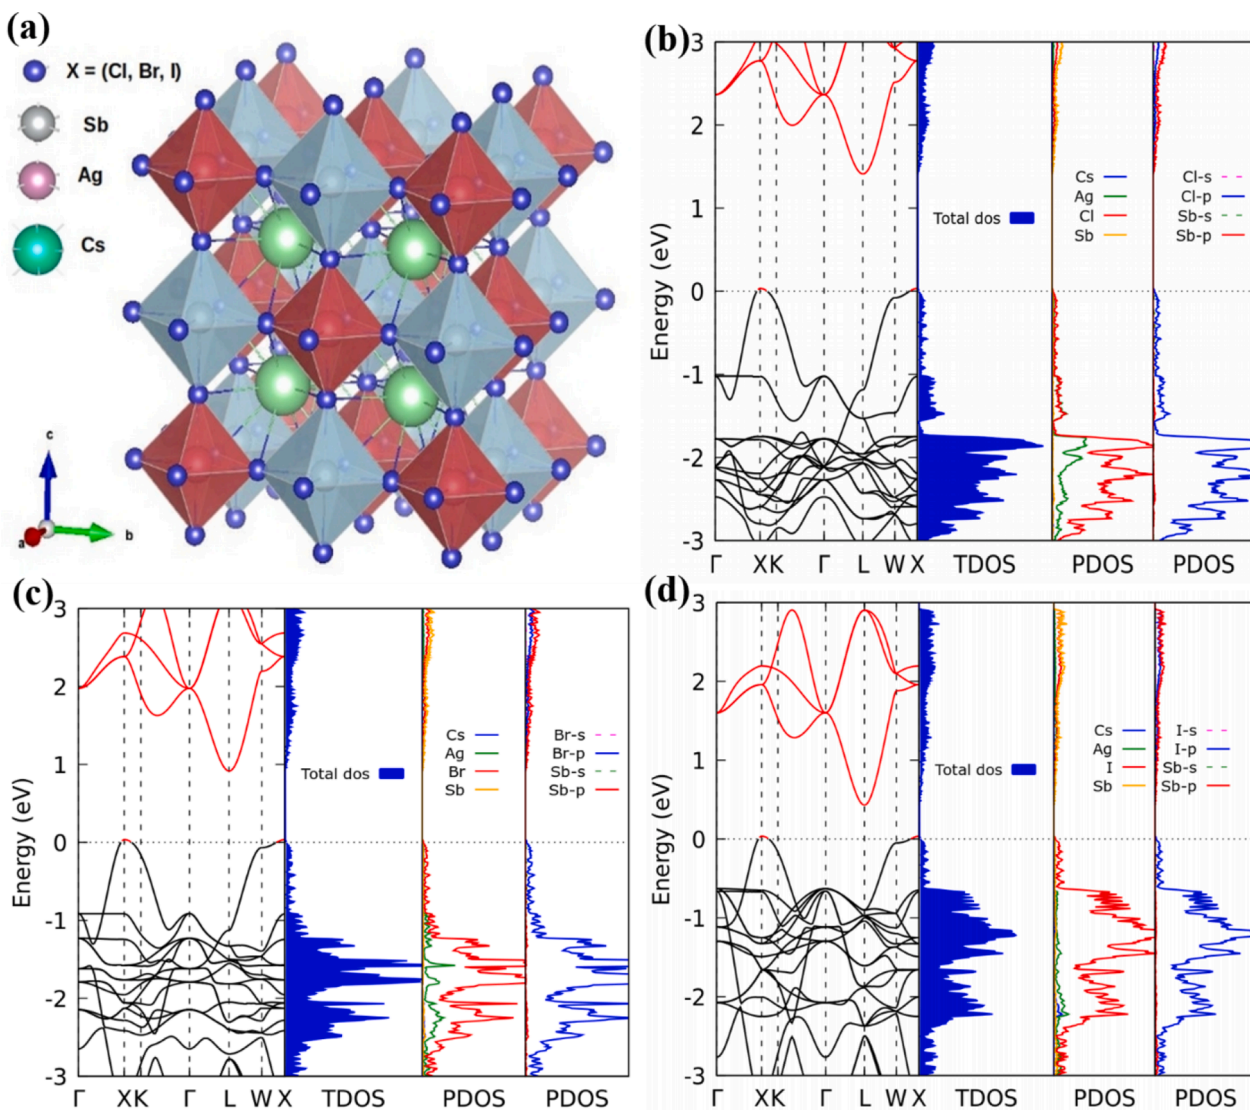 (a)
X = (Cl, Br, I)
Sb
Ag
Cs
c
a
b
(b)
3
2
1
0
-1
-2
-3
Energy (eV)
Total dos
Cs
Ag
Cl
Sb
Cl-s
Cl-p
Sb-s
Sb-p
Γ X K Γ L W X TDOS PDOS PDOS
(c)
3
2
1
0
-1
-2
-3
Energy (eV)
Total dos
Cs
Ag
Br
Sb
Br-s
Br-p
Sb-s
Sb-p
Γ X K Γ L W X TDOS PDOS PDOS
(d)
3
2
1
0
-1
-2
-3
Energy (eV)
Total dos
Cs
Ag
I
Sb
I-s
I-p
Sb-s
Sb-p
Γ X K Γ L W X TDOS PDOS PDOS